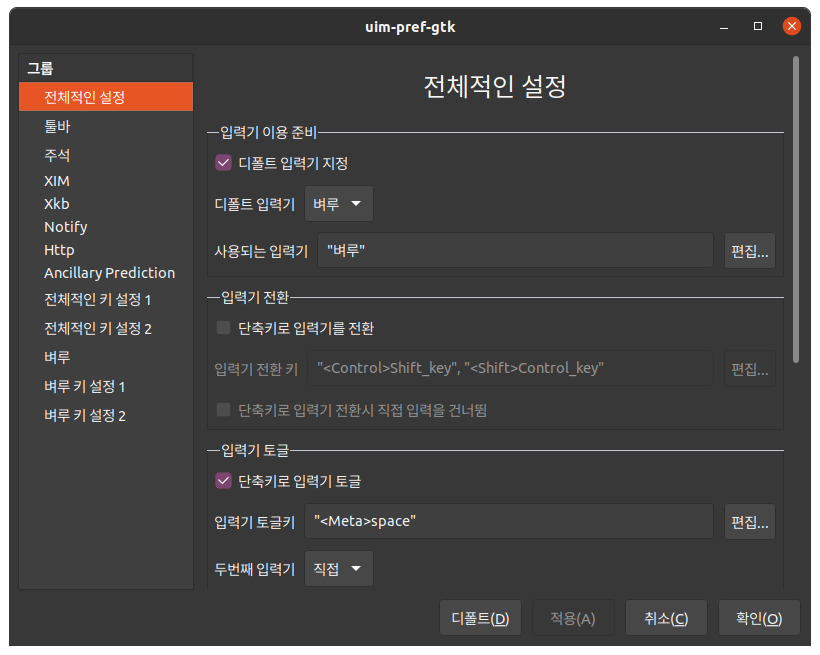 uim-pref-gtk
그룹
전체적인 설정
툴바
주석
XIM
Xkb
Notify
Http
Ancillary Prediction
전체적인 키 설정 1
전체적인 키 설정 2
벼루
벼루 키 설정 1
벼루 키 설정 2
전체적인 설정
입력기 이용 준비
디폴트 입력기 지정
디폴트 입력기 벼루
사용되는 입력기 "벼루" 편집...
입력기 전환
단축키로 입력기를 전환
입력기 전환 키 "<Control>Shift_key", "<Shift>Control_key" 편집...
단축키로 입력기 전환시 직접 입력을 건너뜀
입력기 토글
단축키로 입력기 토글
입력기 토글키 "<Meta>space" 편집...
두번째 입력기 직접
디폴트(D) 적용(A) 취소(C) 확인(O)